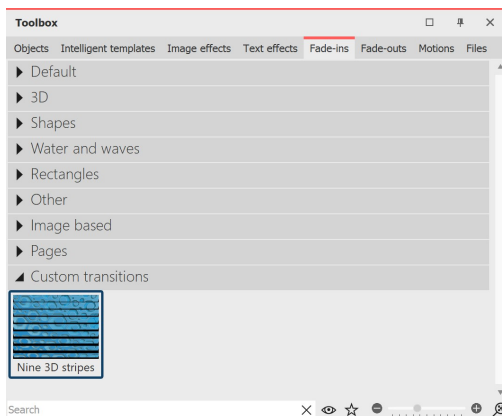 Toolbox
Objects Intelligent templates Image effects Text effects Fade-ins Fade-outs Motions Files
Default
3D
Shapes
Water and waves
Rectangles
Other
Image based
Pages
Custom transitions
Nine 3D stripes
Search